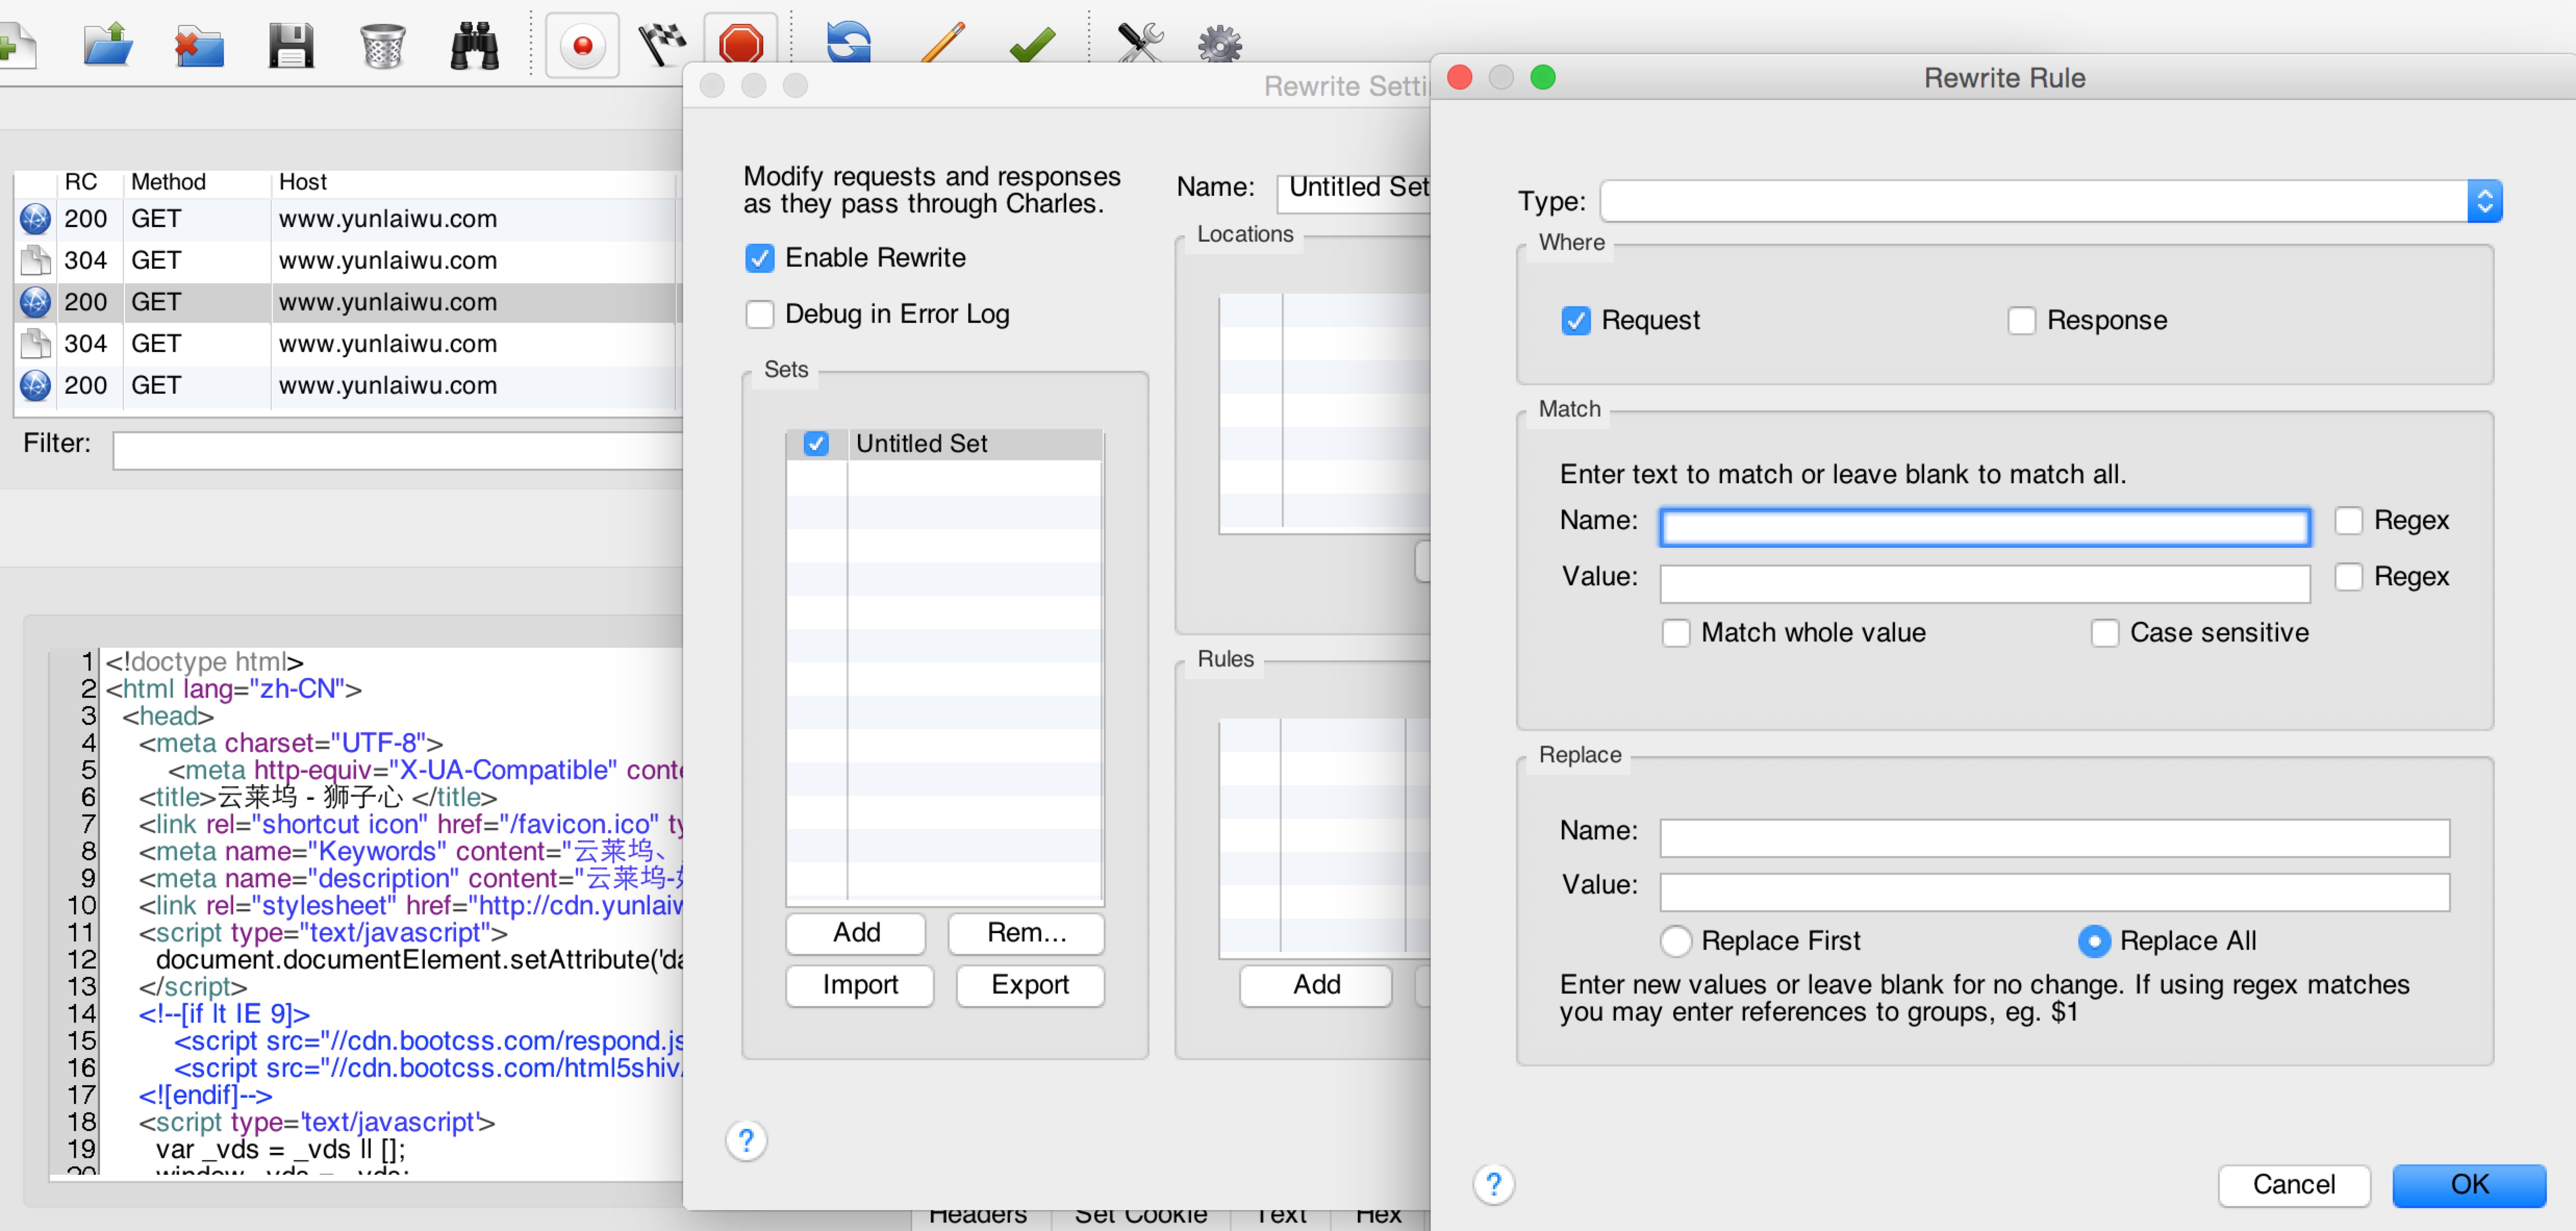 RC Method Host
200 GET www.yunlaiwu.com
304 GET www.yunlaiwu.com
200 GET www.yunlaiwu.com
304 GET www.yunlaiwu.com
200 GET www.yunlaiwu.com
Filter:
1 <!doctype html>
2 <html lang="zh-CN">
3 <head>
4 <meta charset="UTF-8">
5 <meta http-equiv="X-UA-Compatible" conte
6 <title>云莱坞 - 狮子心 </title>
7 <link rel="shortcut icon" href="/favicon.ico" ty
8 <meta name="Keywords" content="云莱坞、
9 <meta name="description" content="云莱坞-
10 <link rel="stylesheet" href="http://cdn.yunlaiw
11 <script type="text/javascript">
12 document.documentElement.setAttribute('da
13 </script>
14 <!--[if lt IE 9]>
15 <script src="//cdn.bootcss.com/respond.js
16 <script src="//cdn.bootcss.com/html5shiv.
17 <![endif]-->
18 <script type='text/javascript'>
19 var _vds = _vds || [];
20 window._vds = _vds;
Rewrite Setti
Modify requests and responses
as they pass through Charles.
Enable Rewrite
Debug in Error Log
Sets
Untitled Set
Add Rem...
Import Export
?
Name: Untitled Set
Locations
Rules
Add
Headers Set Cookie Text Hex
Rewrite Rule
Type:
Where
Request Response
Match
Enter text to match or leave blank to match all.
Name: Regex
Value: Regex
Match whole value Case sensitive
Replace
Name:
Value:
Replace First Replace All
Enter new values or leave blank for no change. If using regex matches
you may enter references to groups, eg. $1
?
Cancel OK